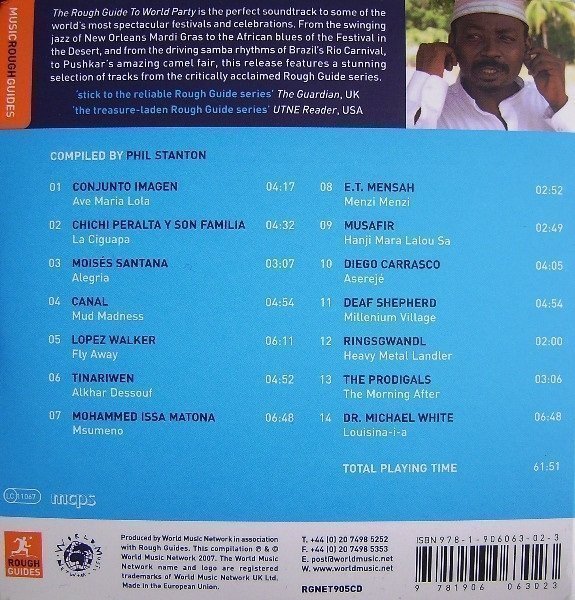 MUSICROUGHGUIDES
The Rough Guide To World Party is the perfect soundtrack to some of
the world's most spectacular festivals and celebrations. From the swinging
jazz of New Orleans Mardi Gras to the African blues of the Festival in
the Desert, and from the driving samba rhythms of Brazil's Rio Carnival,
to Pushkar's amazing camel fair, this release features a stunning
selection of tracks from the critically acclaimed Rough Guide series.
'stick to the reliable Rough Guide series' The Guardian, UK
'the treasure-laden Rough Guide series' UTNE Reader, USA
COMPILED BY PHIL STANTON
01 CONJUNTO IMAGEN 04:17
Ave Maria Lola
02 CHICHI PERALTA Y SON FAMILIA 04:32
La Ciguapa
03 MOISES SANTANA 03:07
Alegria
04 CANAL 04:54
Mud Madness
05 LOPEZ WALKER 06:11
Fly Away
06 TINARIWEN 04:52
Alkhar Dessouf
07 MOHAMMED ISSA MATONA 06:48
Msumeno
08 E.T. MENSAH 02:52
Menzi Menzi
09 MUSAFIR 02:49
Hanji Mara Lalou Sa
10 DIEGO CARRASCO 04:05
Aserejé
11 DEAF SHEPHERD 04:54
Millenium Village
12 RINGSGWANDL 02:00
Heavy Metal Landler
13 THE PRODIGALS 03:06
The Morning After
14 DR. MICHAEL WHITE 06:48
Louisina-i-a
TOTAL PLAYING TIME 61:51
LC 11067 mcps
ROUGH
GUIDES
Produced by World Music Network in association
with Rough Guides. This compilation ℗ & ©
World Music Network 2007. The World Music
Network name and logo are registered
trademarks of World Music Network UK Ltd.
Made in the European Union.
T. +44 (0) 20 7498 5252
F. +44 (0) 20 7498 5353
E. post@worldmusic.net
W. www.worldmusic.net
RGNET905CD
ISBN 978-1-906063-02-3
9 781906 063023